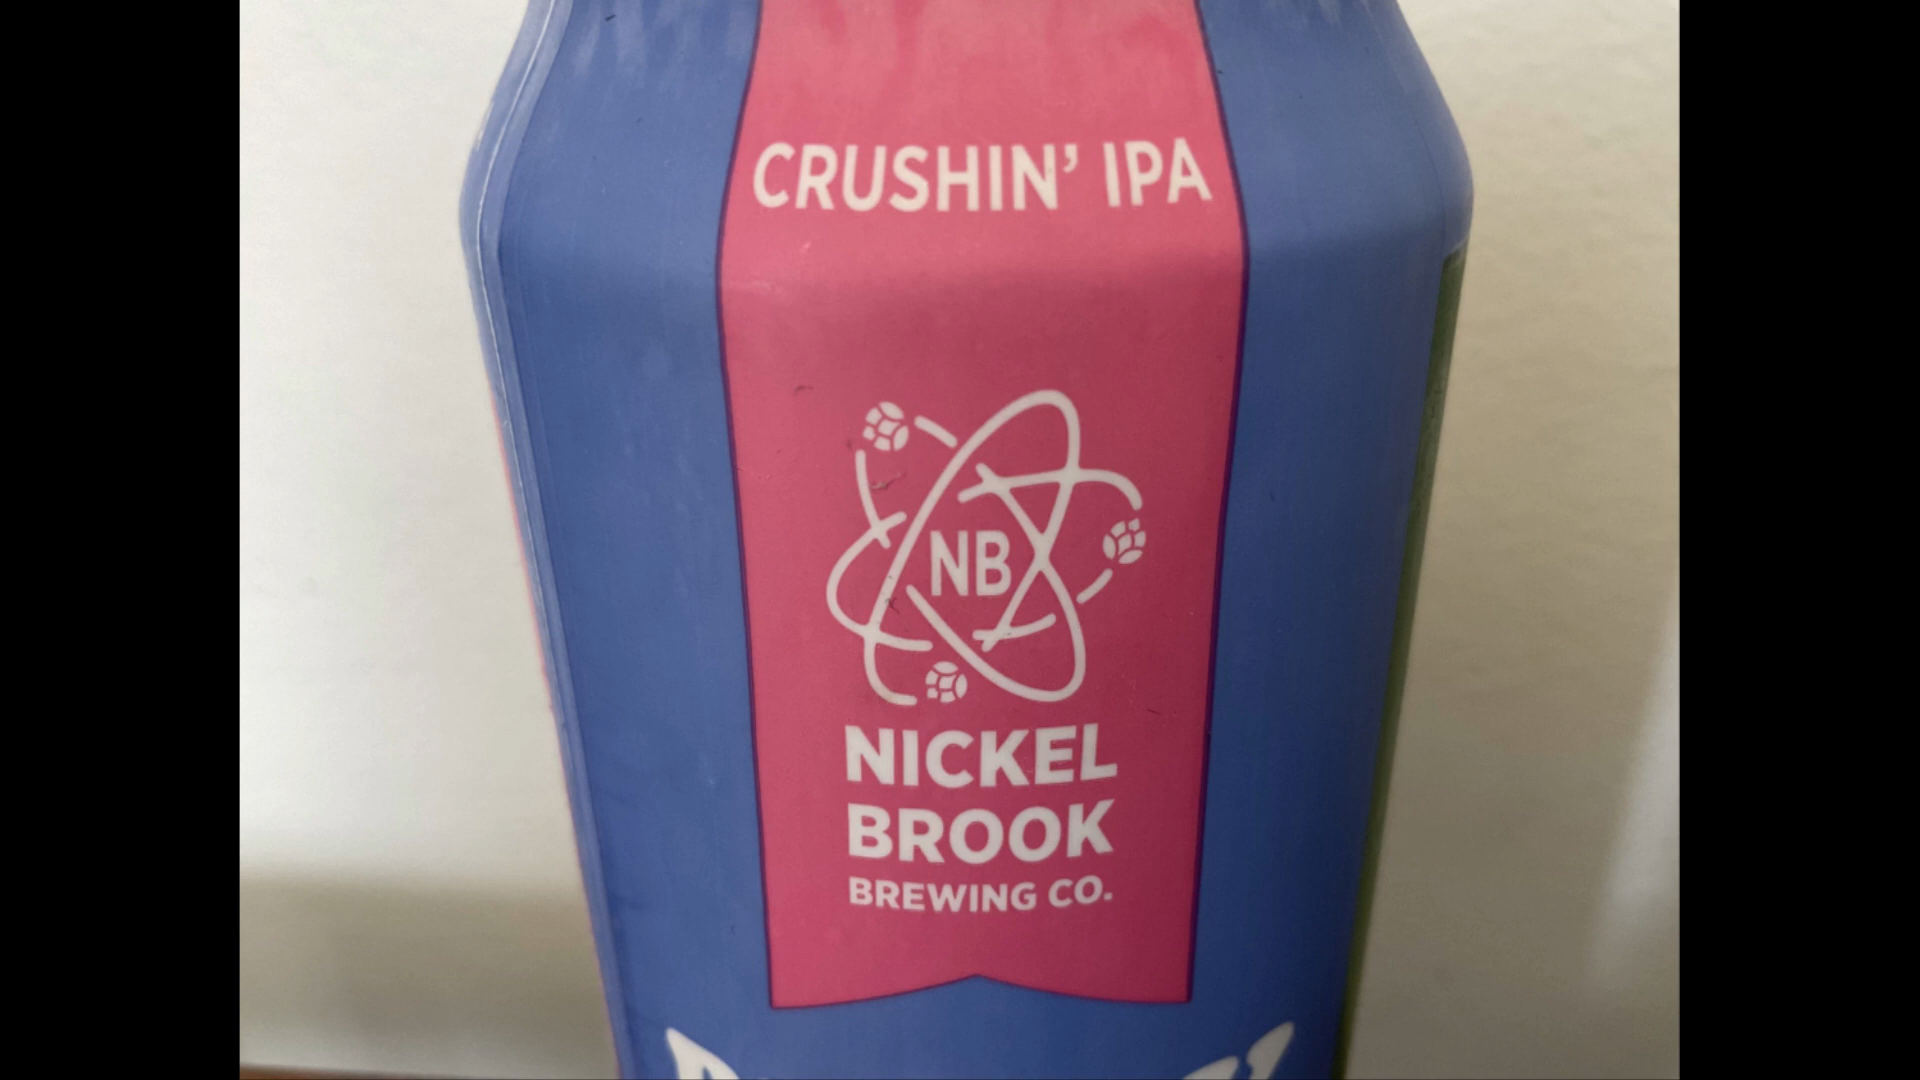 CRUSHIN' IPA
NB
NICKEL
BROOK
BREWING CO.